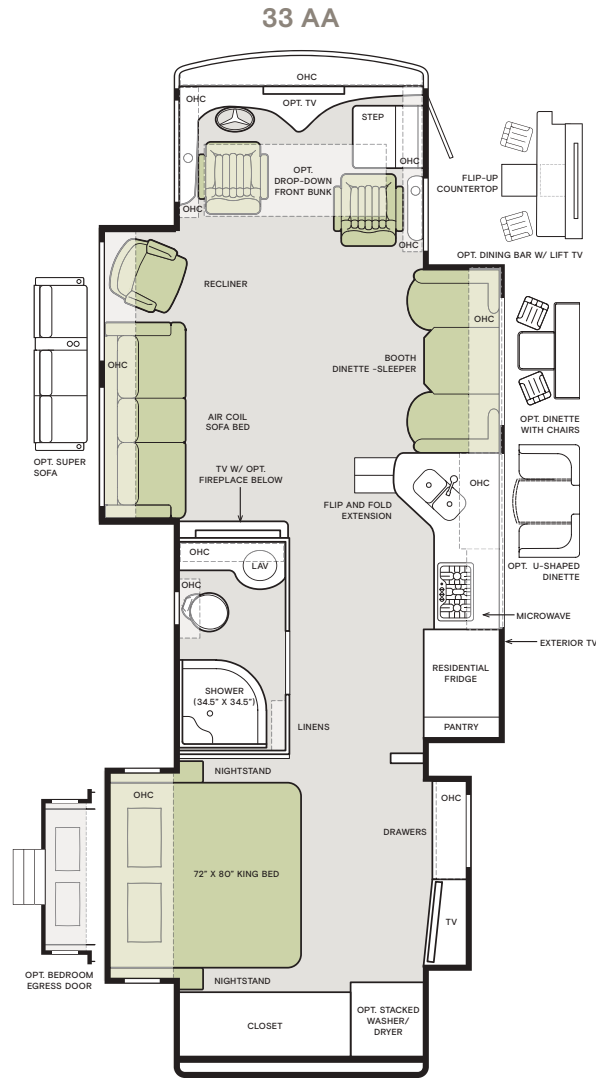 33 AA
OHC
OHC
OPT. TV
STEP
OPT.
DROP-DOWN
FRONT BUNK
OHC
OHC
OHC
FLIP-UP
COUNTERTOP
OPT. DINING BAR W/ LIFT TV
RECLINER
OHC
OHC
BOOTH
DINETTE -SLEEPER
AIR COIL
SOFA BED
OPT. SUPER
SOFA
OPT. DINETTE
WITH CHAIRS
TV W/ OPT.
FIREPLACE BELOW
OHC
FLIP AND FOLD
EXTENSION
OHC
LAV
OPT. U-SHAPED
DINETTE
OHC
MICROWAVE
EXTERIOR TV
RESIDENTIAL
FRIDGE
SHOWER
(34.5" X 34.5")
LINENS
PANTRY
NIGHTSTAND
OHC
OHC
DRAWERS
72" X 80" KING BED
TV
OPT. BEDROOM
EGRESS DOOR
NIGHTSTAND
CLOSET
OPT. STACKED
WASHER/
DRYER